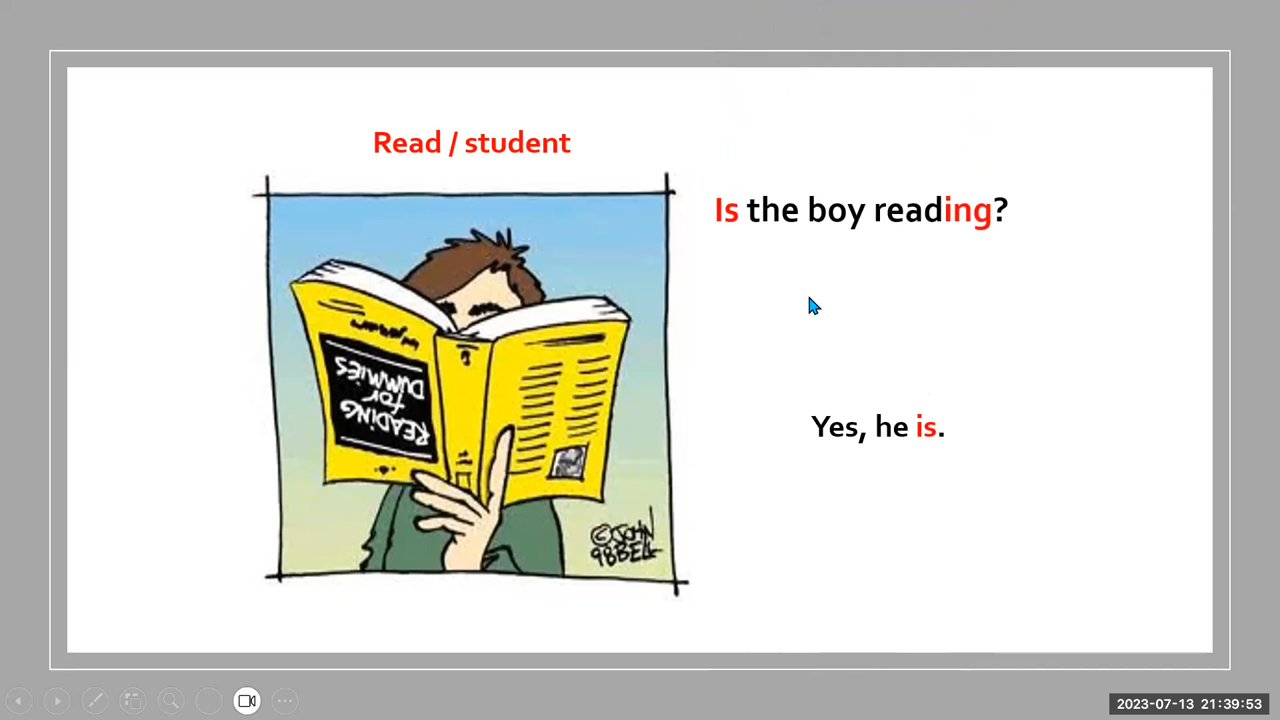 Read / student
Is the boy reading?
READING
for
DUMMIES
©JOHN
98BELL
Yes, he is.
2023-07-13 21:39:53